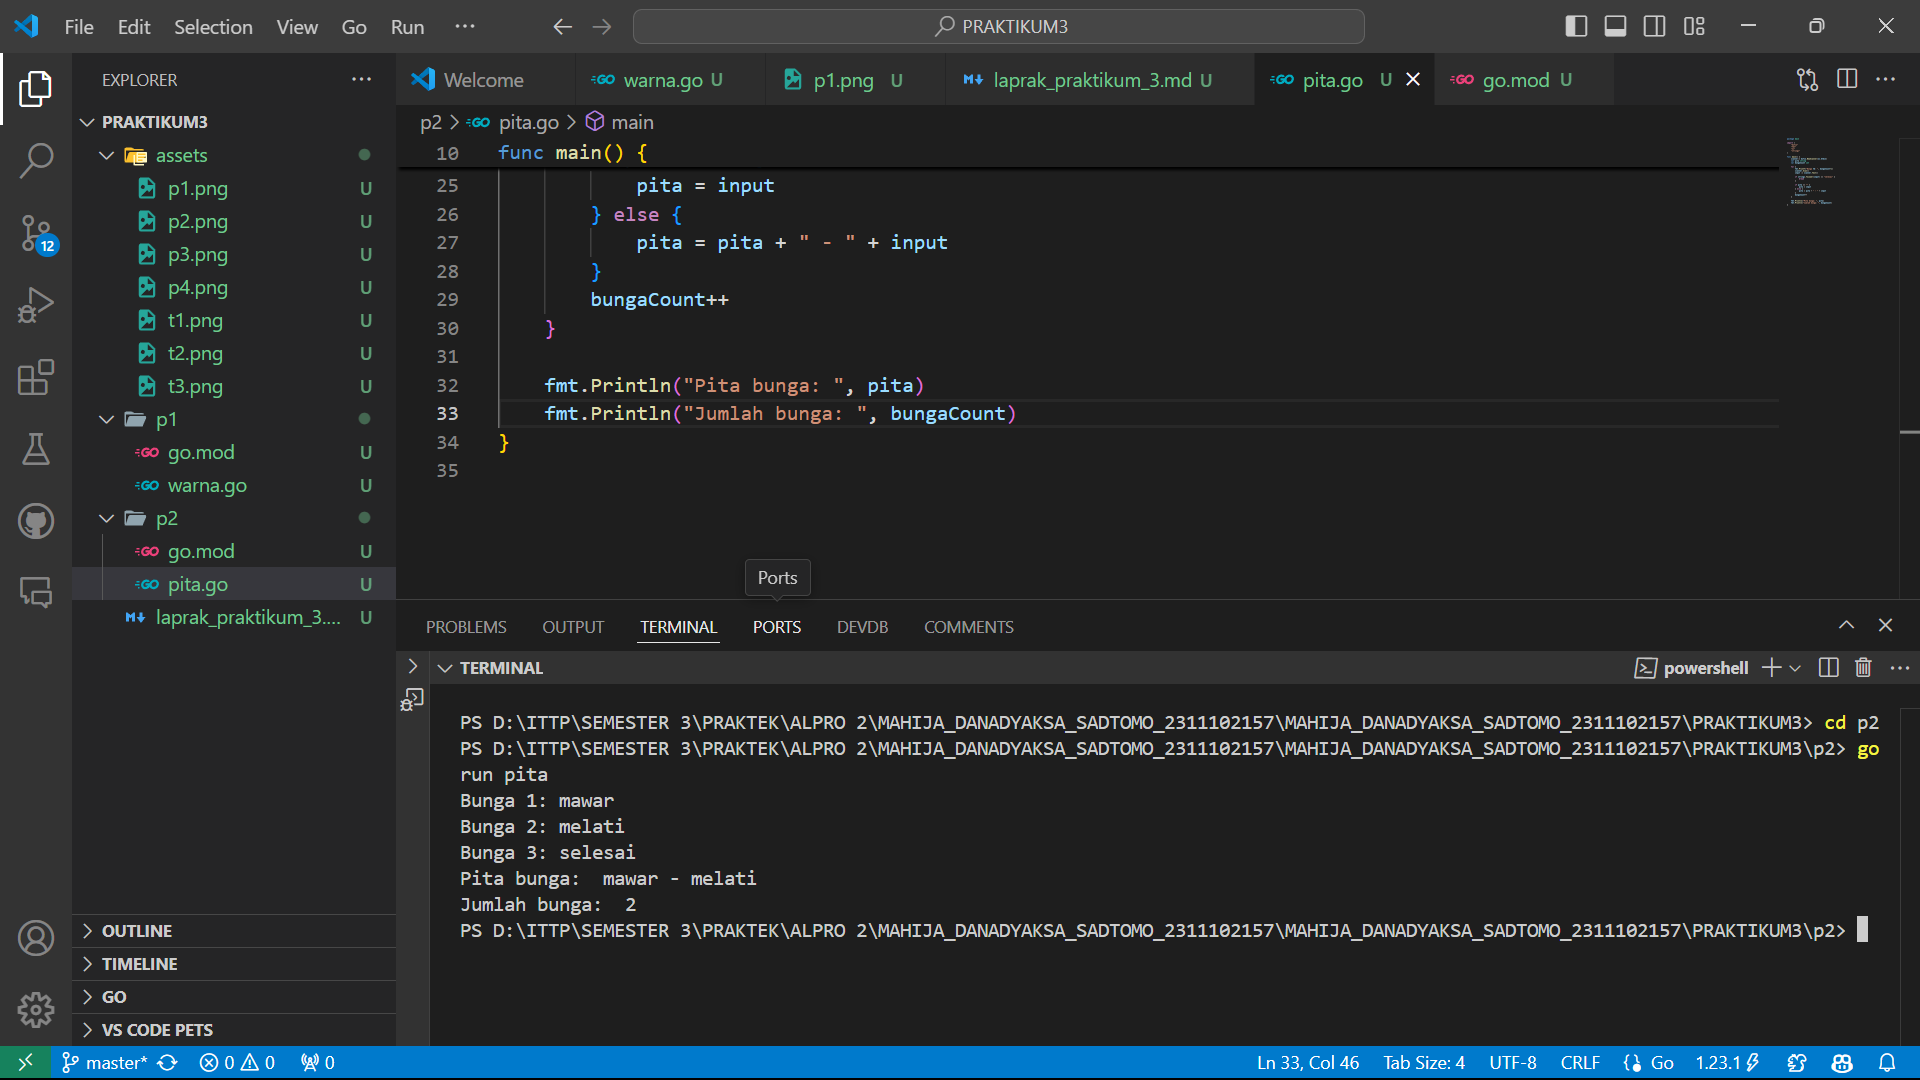 File Edit Selection View Go Run ··· PRAKTIKUM3
EXPLORER
PRAKTIKUM3
assets
p1.png U
p2.png U
p3.png U
p4.png U
t1.png U
t2.png U
t3.png U
p1
go.mod U
warna.go U
p2
go.mod U
pita.go U
laprak_praktikum_3.... U
OUTLINE
TIMELINE
GO
VS CODE PETS
12
Welcome warna.go U p1.png U laprak_praktikum_3.md U pita.go U go.mod U
p2 > pita.go > main
10 func main() {
25 pita = input
26 } else {
27 pita = pita + " - " + input
28 }
29 bungaCount++
30 }
31
32 fmt.Println("Pita bunga: ", pita)
33 fmt.Println("Jumlah bunga: ", bungaCount)
34 }
35
Ports
PROBLEMS OUTPUT TERMINAL PORTS DEVDB COMMENTS
TERMINAL powershell
PS D:\ITTP\SEMESTER 3\PRAKTEK\ALPRO 2\MAHIJA_DANADYAKSA_SADTOMO_2311102157\MAHIJA_DANADYAKSA_SADTOMO_2311102157\PRAKTIKUM3> cd p2
PS D:\ITTP\SEMESTER 3\PRAKTEK\ALPRO 2\MAHIJA_DANADYAKSA_SADTOMO_2311102157\MAHIJA_DANADYAKSA_SADTOMO_2311102157\PRAKTIKUM3\p2> go
run pita
Bunga 1: mawar
Bunga 2: melati
Bunga 3: selesai
Pita bunga:  mawar - melati
Jumlah bunga:  2
PS D:\ITTP\SEMESTER 3\PRAKTEK\ALPRO 2\MAHIJA_DANADYAKSA_SADTOMO_2311102157\MAHIJA_DANADYAKSA_SADTOMO_2311102157\PRAKTIKUM3\p2>
master* 0 0 0 Ln 33, Col 46 Tab Size: 4 UTF-8 CRLF Go 1.23.1